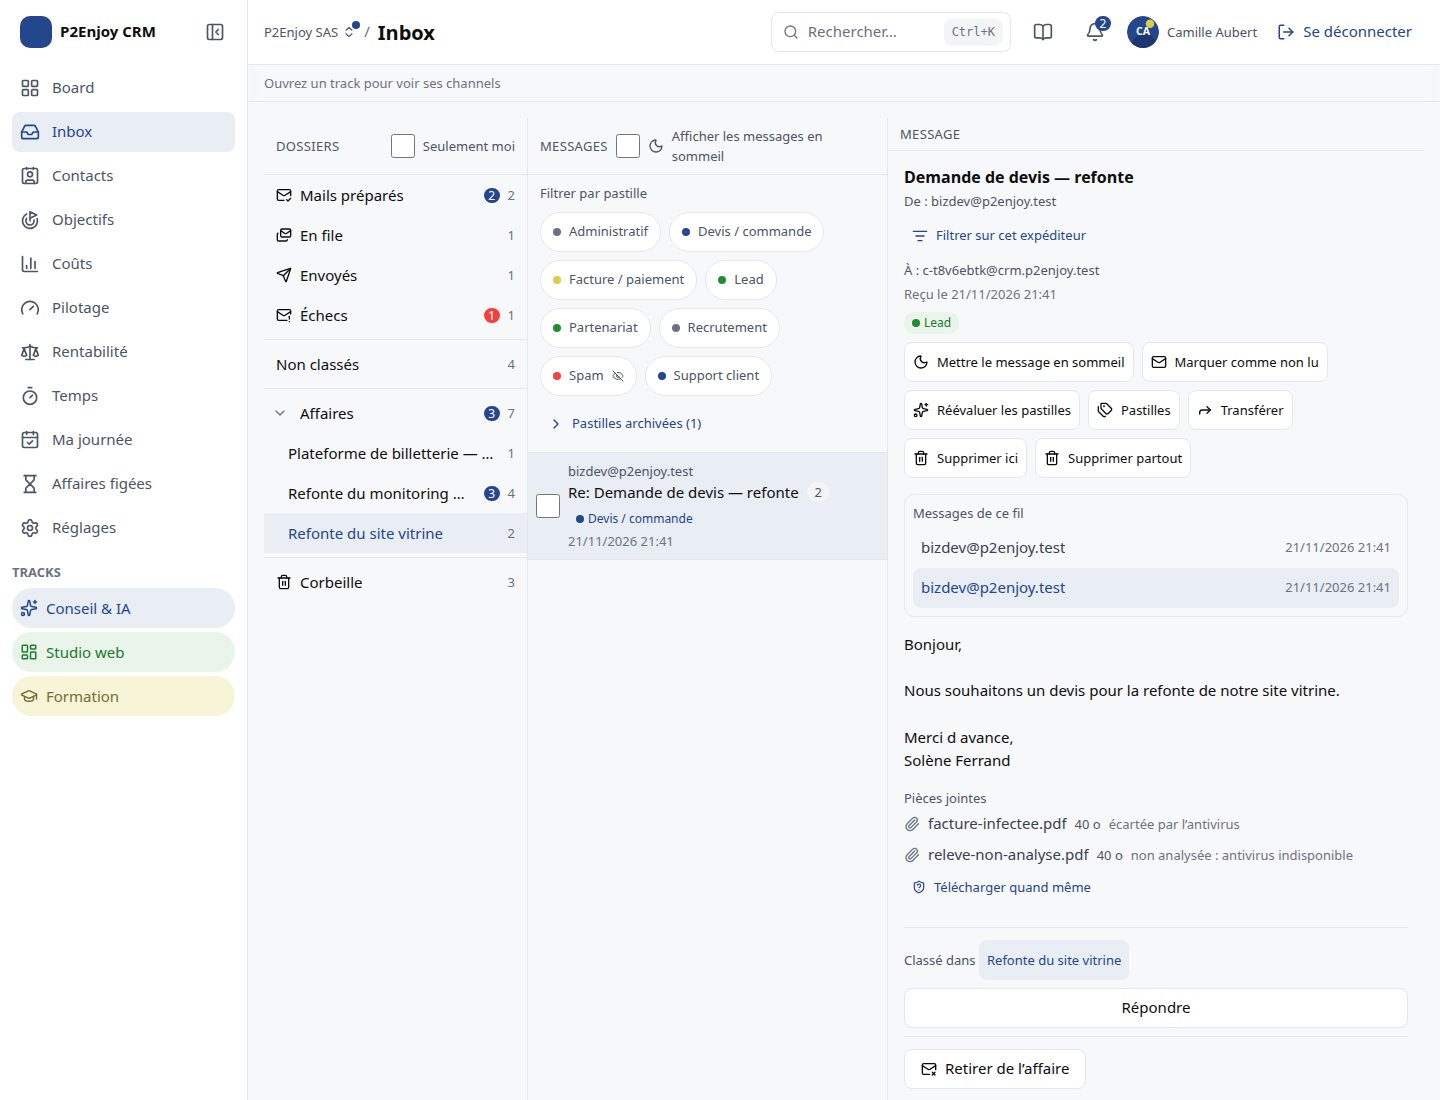 P2Enjoy CRM
Board
Inbox
Contacts
Objectifs
Coûts
Pilotage
Rentabilité
Temps
Ma journée
Affaires figées
Réglages
TRACKS
Conseil & IA
Studio web
Formation
P2Enjoy SAS / Inbox
Rechercher... Ctrl+K
2
CA Camille Aubert
Se déconnecter
Ouvrez un track pour voir ses channels
DOSSIERS Seulement moi
Mails préparés 2 2
En file 1
Envoyés 1
Échecs 1 1
Non classés 4
Affaires 3 7
Plateforme de billetterie — ... 1
Refonte du monitoring ... 3 4
Refonte du site vitrine 2
Corbeille 3
MESSAGES Afficher les messages en
sommeil
Filtrer par pastille
Administratif Devis / commande
Facture / paiement Lead
Partenariat Recrutement
Spam Support client
Pastilles archivées (1)
bizdev@p2enjoy.test
Re: Demande de devis — refonte 2
Devis / commande
21/11/2026 21:41
MESSAGE
Demande de devis — refonte
De : bizdev@p2enjoy.test
Filtrer sur cet expéditeur
À : c-t8v6ebtk@crm.p2enjoy.test
Reçu le 21/11/2026 21:41
Lead
Mettre le message en sommeil Marquer comme non lu
Réévaluer les pastilles Pastilles Transférer
Supprimer ici Supprimer partout
Messages de ce fil
bizdev@p2enjoy.test 21/11/2026 21:41
bizdev@p2enjoy.test 21/11/2026 21:41
Bonjour,
Nous souhaitons un devis pour la refonte de notre site vitrine.
Merci d avance,
Solène Ferrand
Pièces jointes
facture-infectee.pdf 40 o écartée par l’antivirus
releve-non-analyse.pdf 40 o non analysée : antivirus indisponible
Télécharger quand même
Classé dans Refonte du site vitrine
Répondre
Retirer de l’affaire